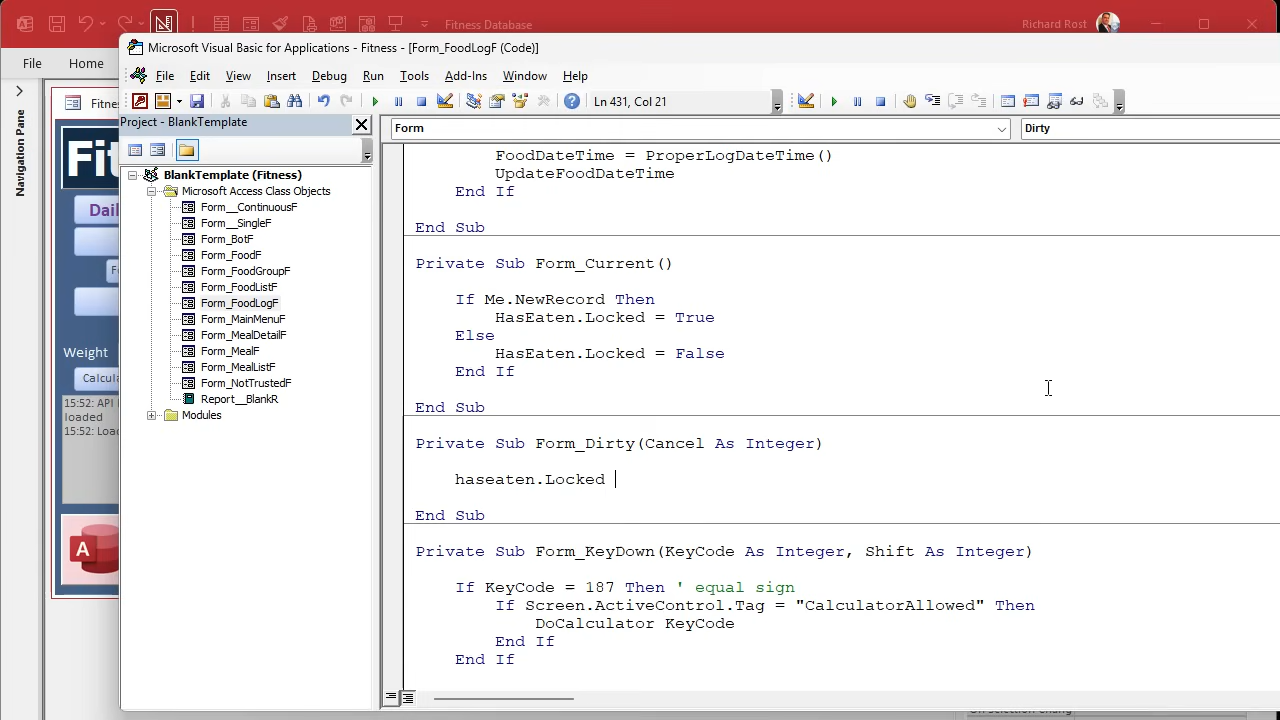 Fitness Database
Richard Rost
File
Home
Microsoft Visual Basic for Applications - Fitness - [Form_FoodLogF (Code)]
File Edit View Insert Debug Run Tools Add-Ins Window Help
Ln 431, Col 21
Project - BlankTemplate
Form
Dirty
BlankTemplate (Fitness)
Microsoft Access Class Objects
Form__ContinuousF
Form__SingleF
Form_BotF
Form_FoodF
Form_FoodGroupF
Form_FoodListF
Form_FoodLogF
Form_MainMenuF
Form_MealDetailF
Form_MealF
Form_MealListF
Form_NotTrustedF
Report__BlankR
Modules
Navigation Pane
Fitne
Fit
Dail
F
Weight
Calcula
15:52: API
loaded
15:52: Load
A
FoodDateTime = ProperLogDateTime()
UpdateFoodDateTime
End If
End Sub
Private Sub Form_Current()
If Me.NewRecord Then
HasEaten.Locked = True
Else
HasEaten.Locked = False
End If
End Sub
Private Sub Form_Dirty(Cancel As Integer)
haseaten.Locked
End Sub
Private Sub Form_KeyDown(KeyCode As Integer, Shift As Integer)
If KeyCode = 187 Then ' equal sign
If Screen.ActiveControl.Tag = "CalculatorAllowed" Then
DoCalculator KeyCode
End If
End If